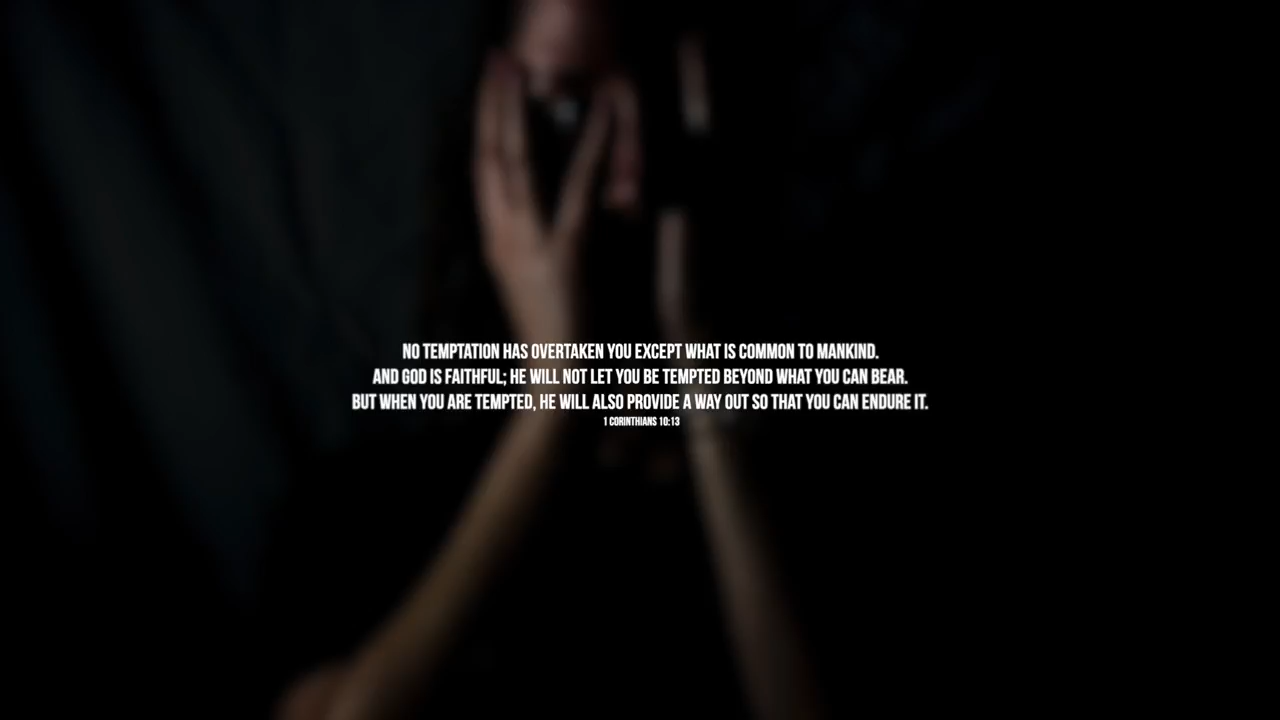 NO TEMPTATION HAS OVERTAKEN YOU EXCEPT WHAT IS COMMON TO MANKIND.
AND GOD IS FAITHFUL; HE WILL NOT LET YOU BE TEMPTED BEYOND WHAT YOU CAN BEAR.
BUT WHEN YOU ARE TEMPTED, HE WILL ALSO PROVIDE A WAY OUT SO THAT YOU CAN ENDURE IT.
1 CORINTHIANS 10:13